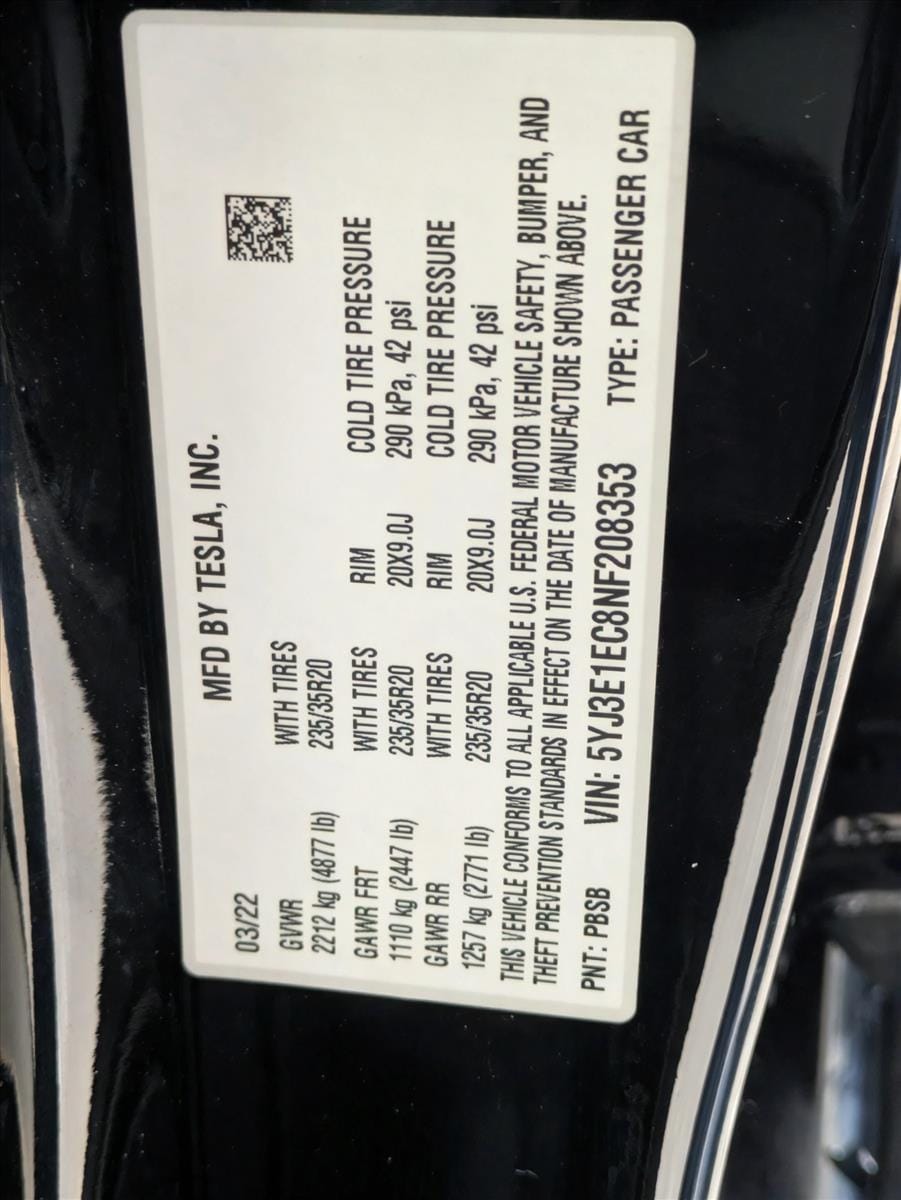 MFD BY TESLA, INC.
03/22
GVWR WITH TIRES
2212 kg (4877 lb) 235/35R20
GAWR FRT WITH TIRES RIM COLD TIRE PRESSURE
1110 kg (2447 lb) 235/35R20 20X9.0J 290 kPa, 42 psi
GAWR RR WITH TIRES RIM COLD TIRE PRESSURE
1257 kg (2771 lb) 235/35R20 20X9.0J 290 kPa, 42 psi
THIS VEHICLE CONFORMS TO ALL APPLICABLE U.S. FEDERAL MOTOR VEHICLE SAFETY, BUMPER, AND
THEFT PREVENTION STANDARDS IN EFFECT ON THE DATE OF MANUFACTURE SHOWN ABOVE.
PNT: PBSB VIN: 5YJ3E1EC8NF208353 TYPE: PASSENGER CAR